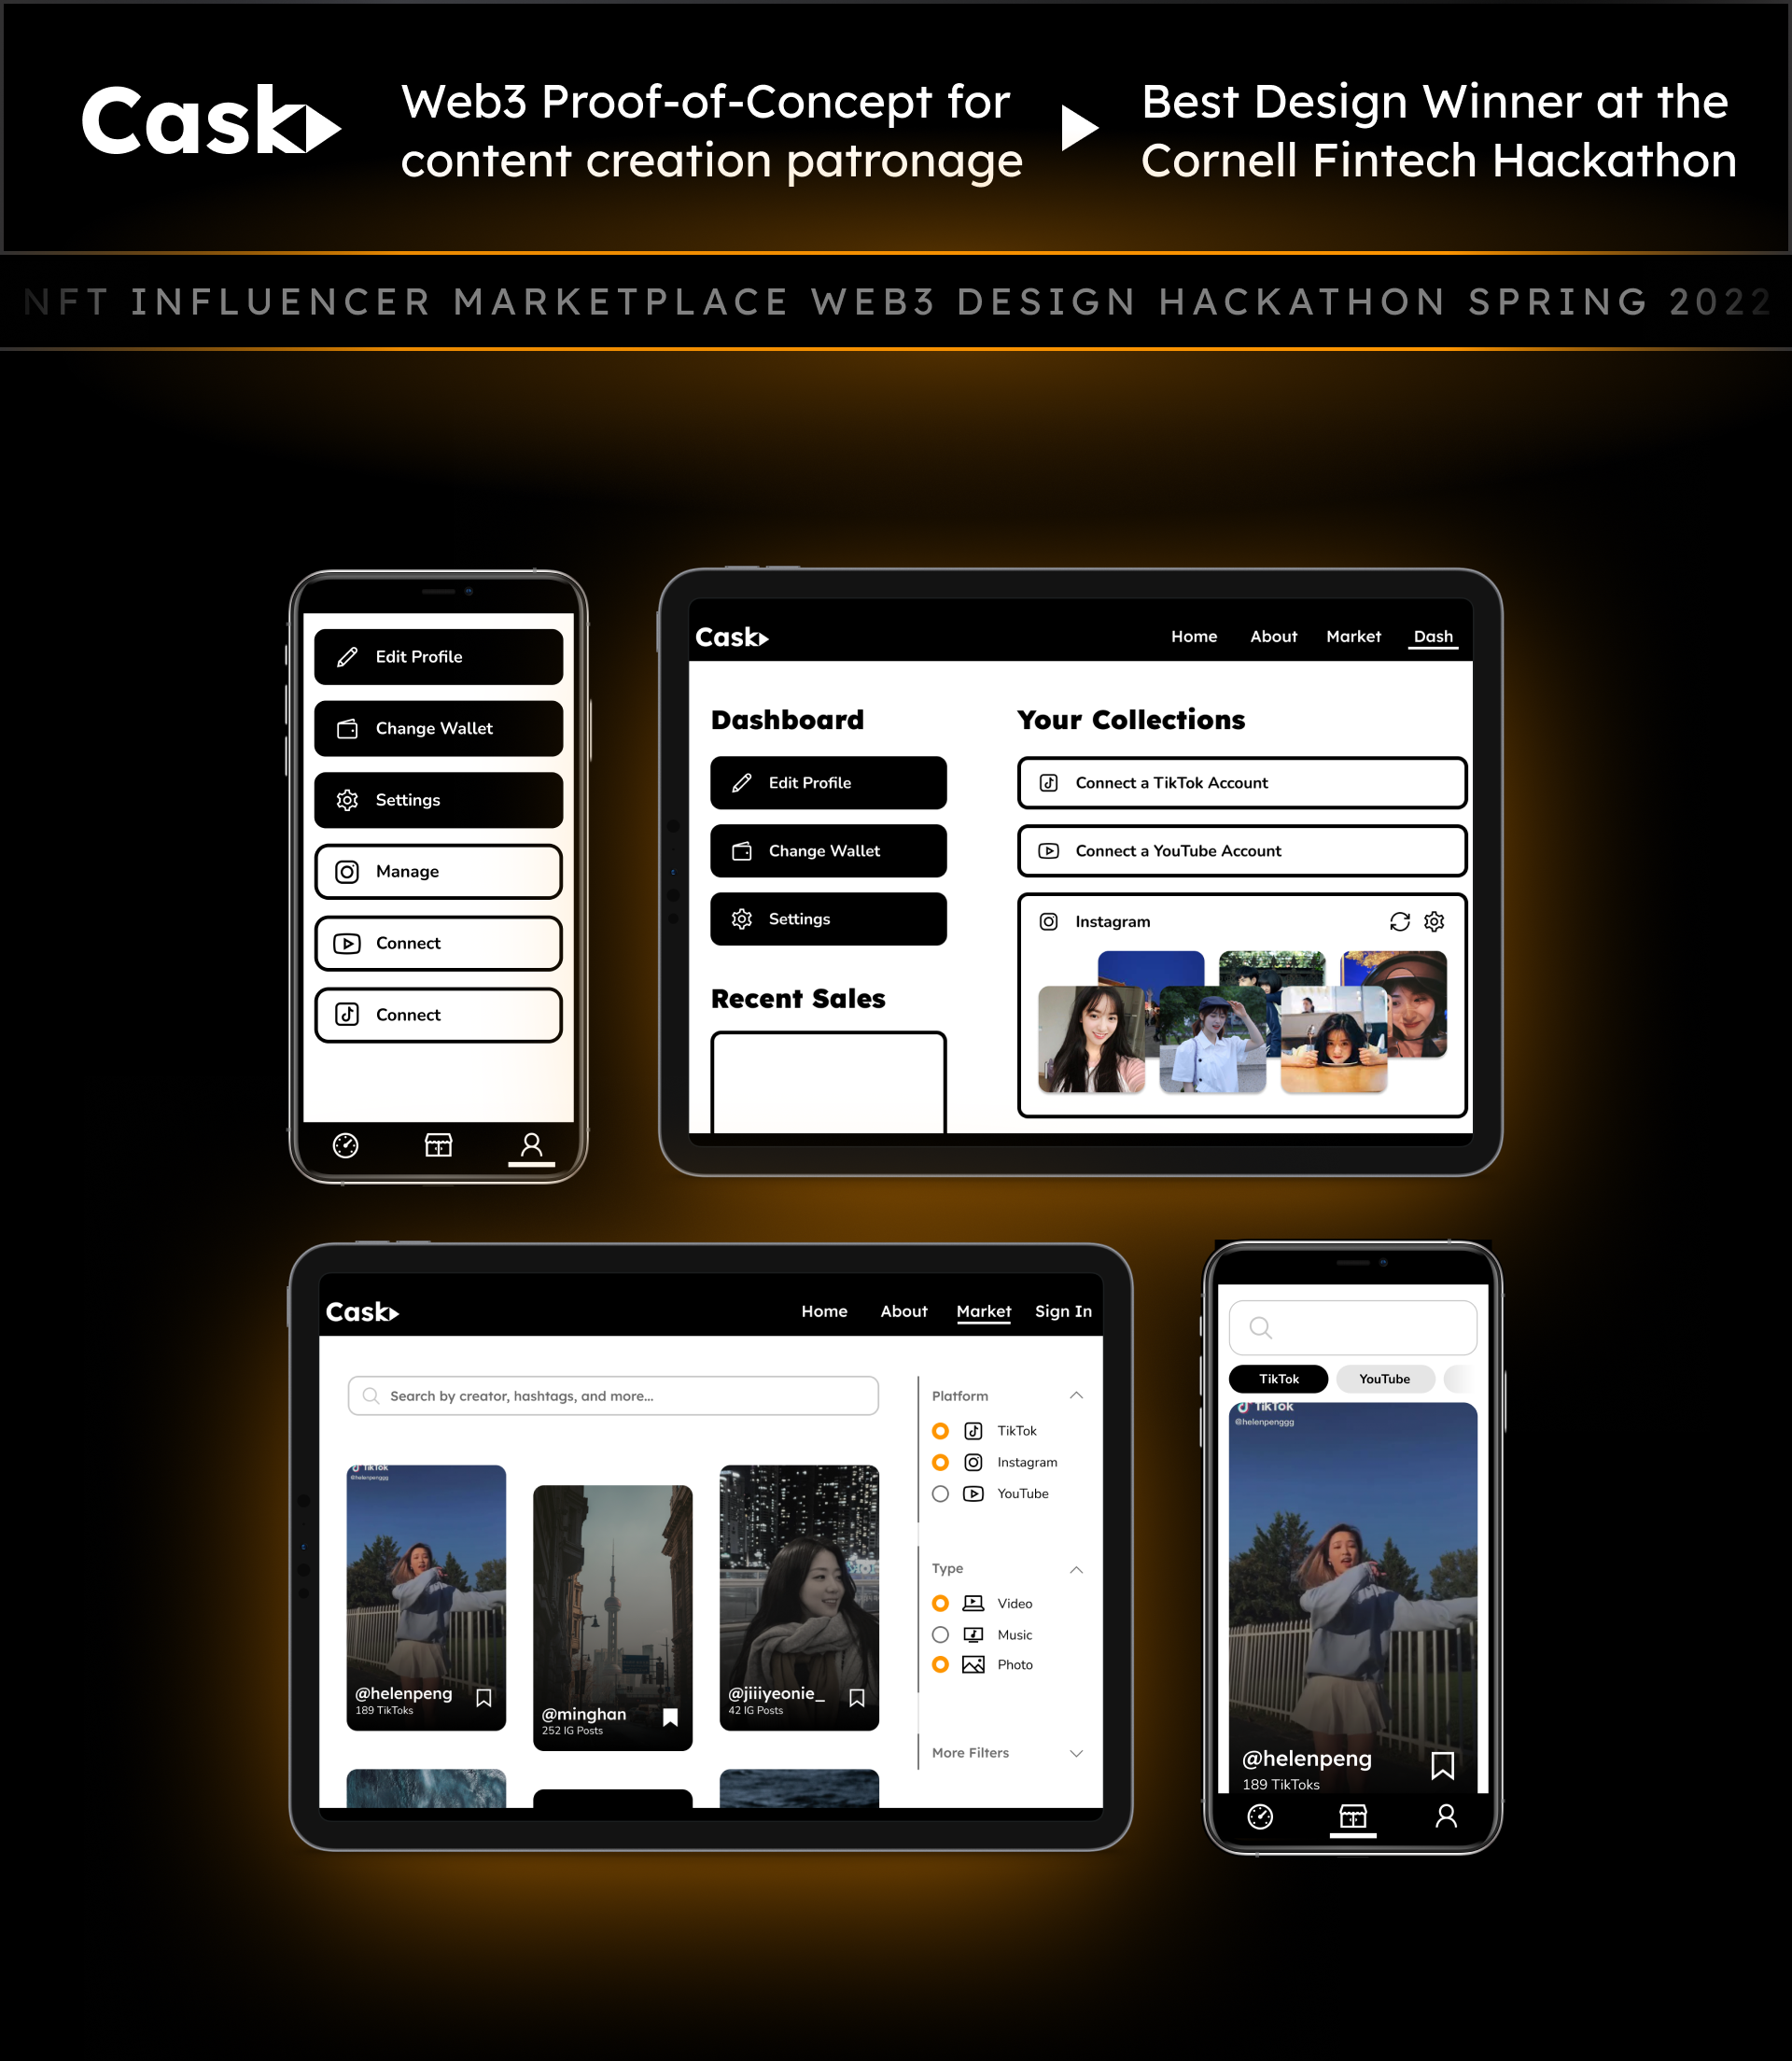 Cask
Web3 Proof-of-Concept for
content creation patronage
Best Design Winner at the
Cornell Fintech Hackathon
NFT INFLUENCER MARKETPLACE WEB3 DESIGN HACKATHON SPRING 2022
Edit Profile
Change Wallet
Settings
Manage
Connect
Connect
Cask
Home About Market Dash
Dashboard
Edit Profile
Change Wallet
Settings
Recent Sales
Your Collections
Connect a TikTok Account
Connect a YouTube Account
Instagram
Cask
Home About Market Sign In
Search by creator, hashtags, and more...
TikTok
@helenpenggg
@helenpeng
189 TikToks
@minghan
252 IG Posts
@jiiiyeonie_
42 IG Posts
Platform
TikTok
Instagram
YouTube
Type
Video
Music
Photo
More Filters
TikTok YouTube
TikTok
@helenpenggg
@helenpeng
189 TikToks